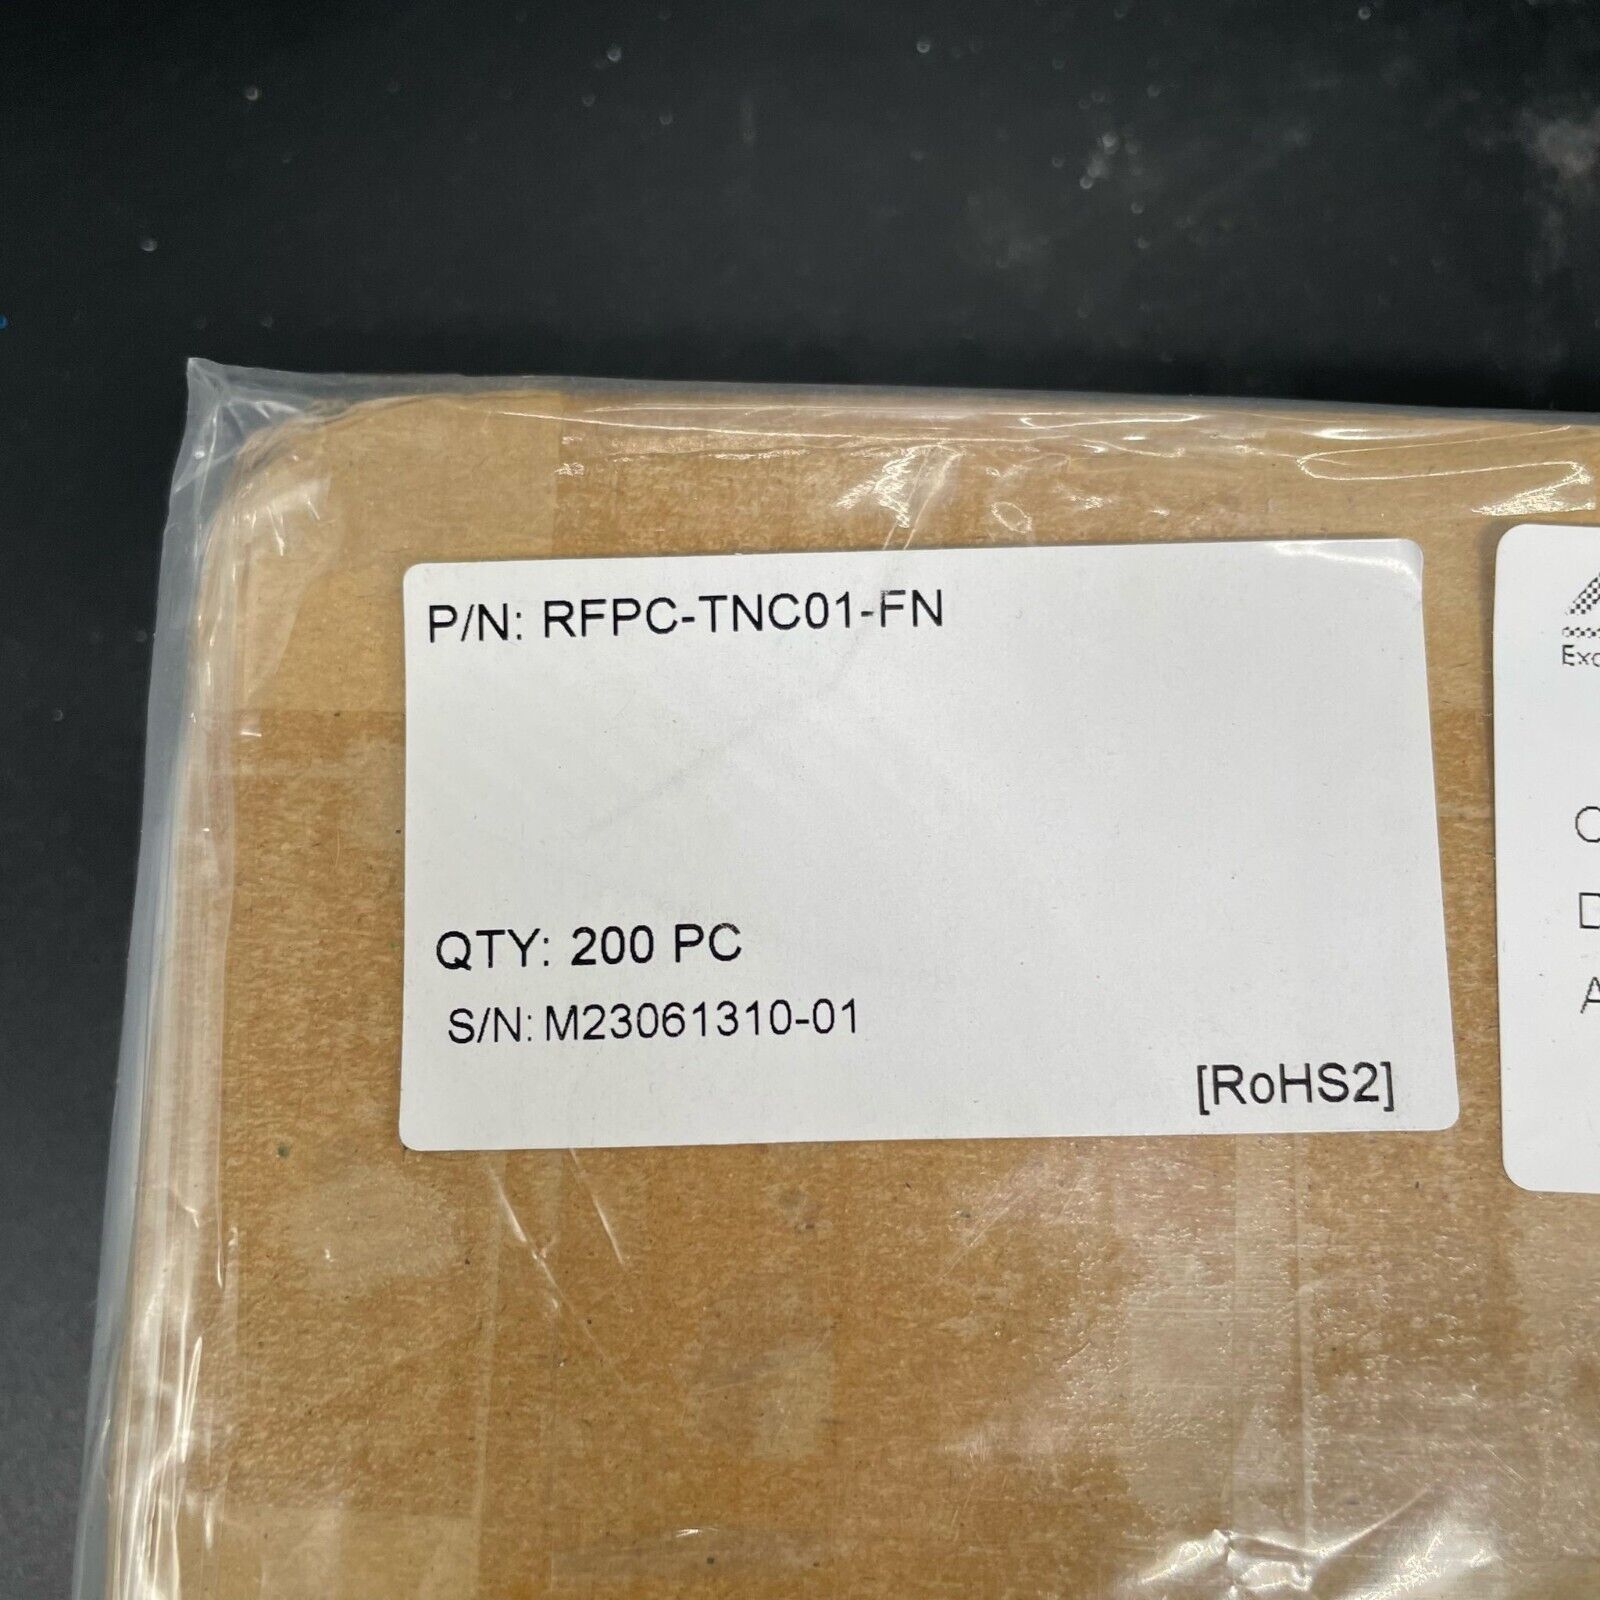 P/N: RFPC-TNC01-FN
QTY: 200 PC
S/N: M23061310-01
[RoHS2]